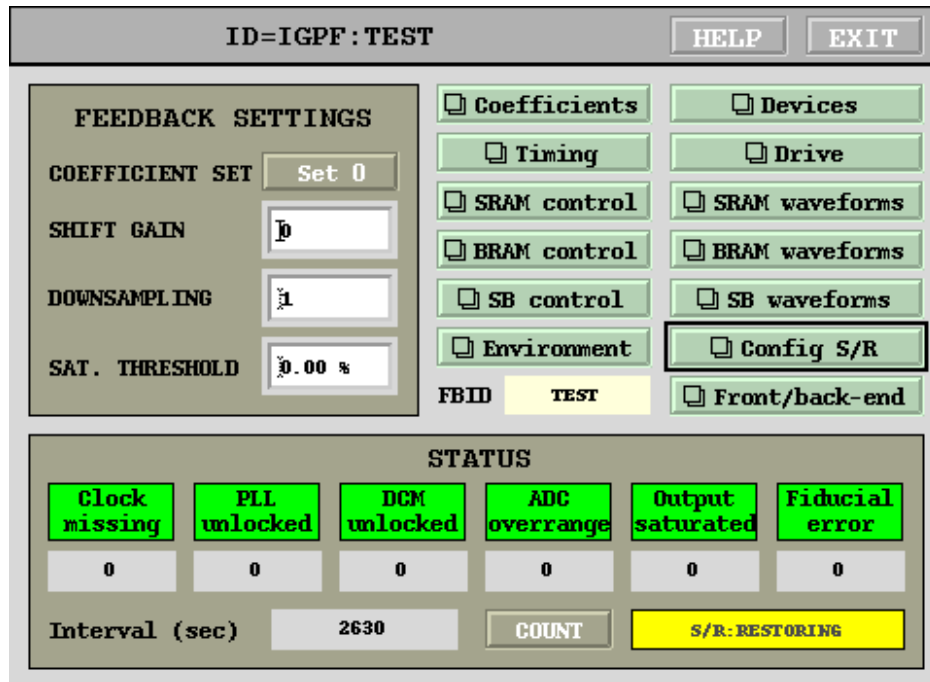 ID=IGPF:TEST
HELP
EXIT
FEEDBACK SETTINGS
COEFFICIENT SET
Set 0
SHIFT GAIN
0
DOWNSAMPLING
1
SAT. THRESHOLD
0.00 %
Coefficients
Devices
Timing
Drive
SRAM control
SRAM waveforms
BRAM control
BRAM waveforms
SB control
SB waveforms
Environment
Config S/R
FBID
TEST
Front/back-end
STATUS
Clock
missing
PLL
unlocked
DCM
unlocked
ADC
overrange
Output
saturated
Fiducial
error
0
0
0
0
0
0
Interval (sec)
2630
COUNT
S/R:RESTORING